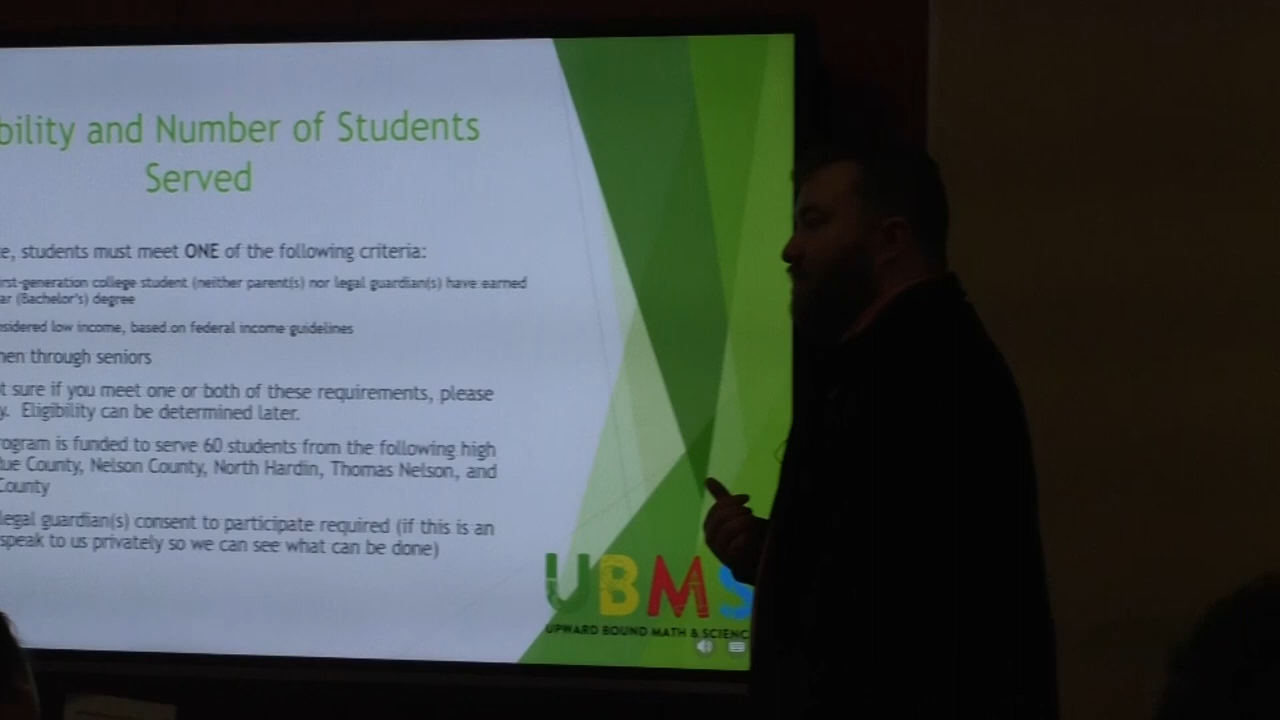 bility and Number of Students
Served
e, students must meet ONE of the following criteria:
rst-generation college student (neither parent(s) nor legal guardian(s) have earned
ar (Bachelor's) degree
sidered low income, based on federal income guidelines
men through seniors
t sure if you meet one or both of these requirements, please
y. Eligibility can be determined later.
rogram is funded to serve 60 students from the following high
Rue County, Nelson County, North Hardin, Thomas Nelson, and
County
legal guardian(s) consent to participate required (if this is an
speak to us privately so we can see what can be done)
UBMS
UPWARD BOUND MATH & SCIENC